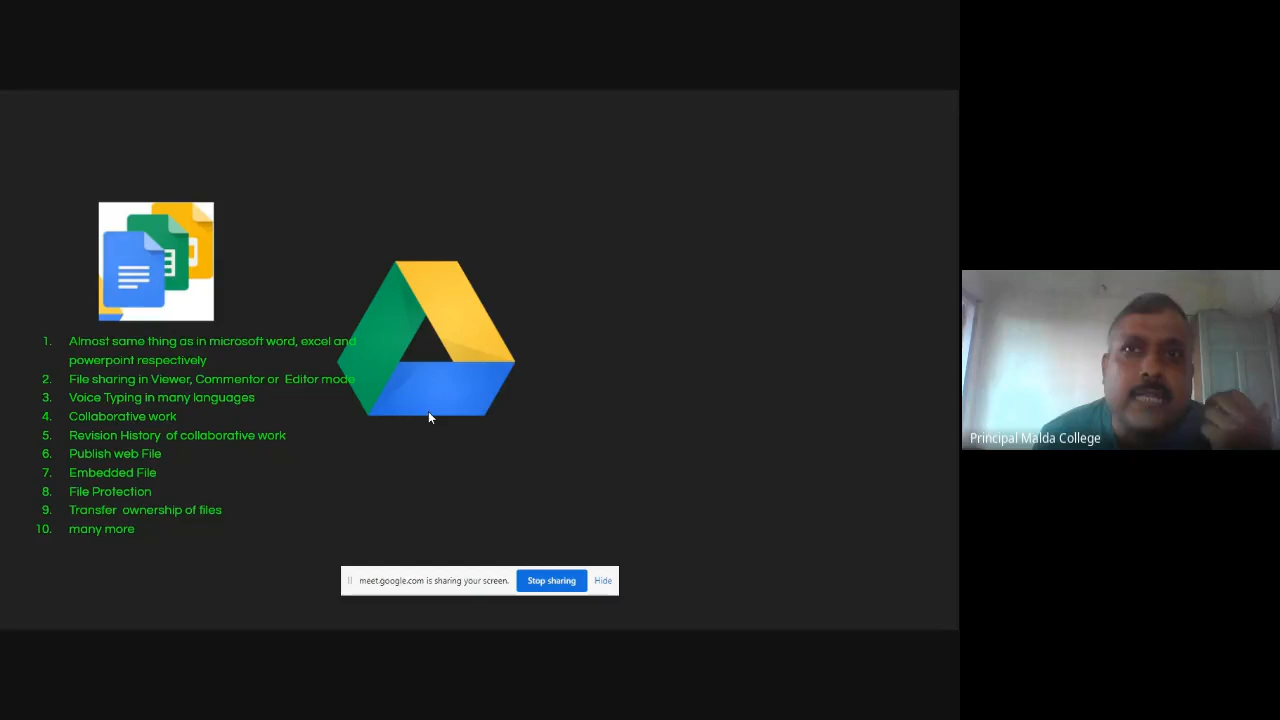 1. Almost same thing as in microsoft word, excel and
powerpoint respectively
2. File sharing in Viewer, Commentor or Editor mode
3. Voice Typing in many languages
4. Collaborative work
5. Revision History of collaborative work
6. Publish web File
7. Embedded File
8. File Protection
9. Transfer ownership of files
10. many more
meet.google.com is sharing your screen. Stop sharing Hide
Principal Malda College